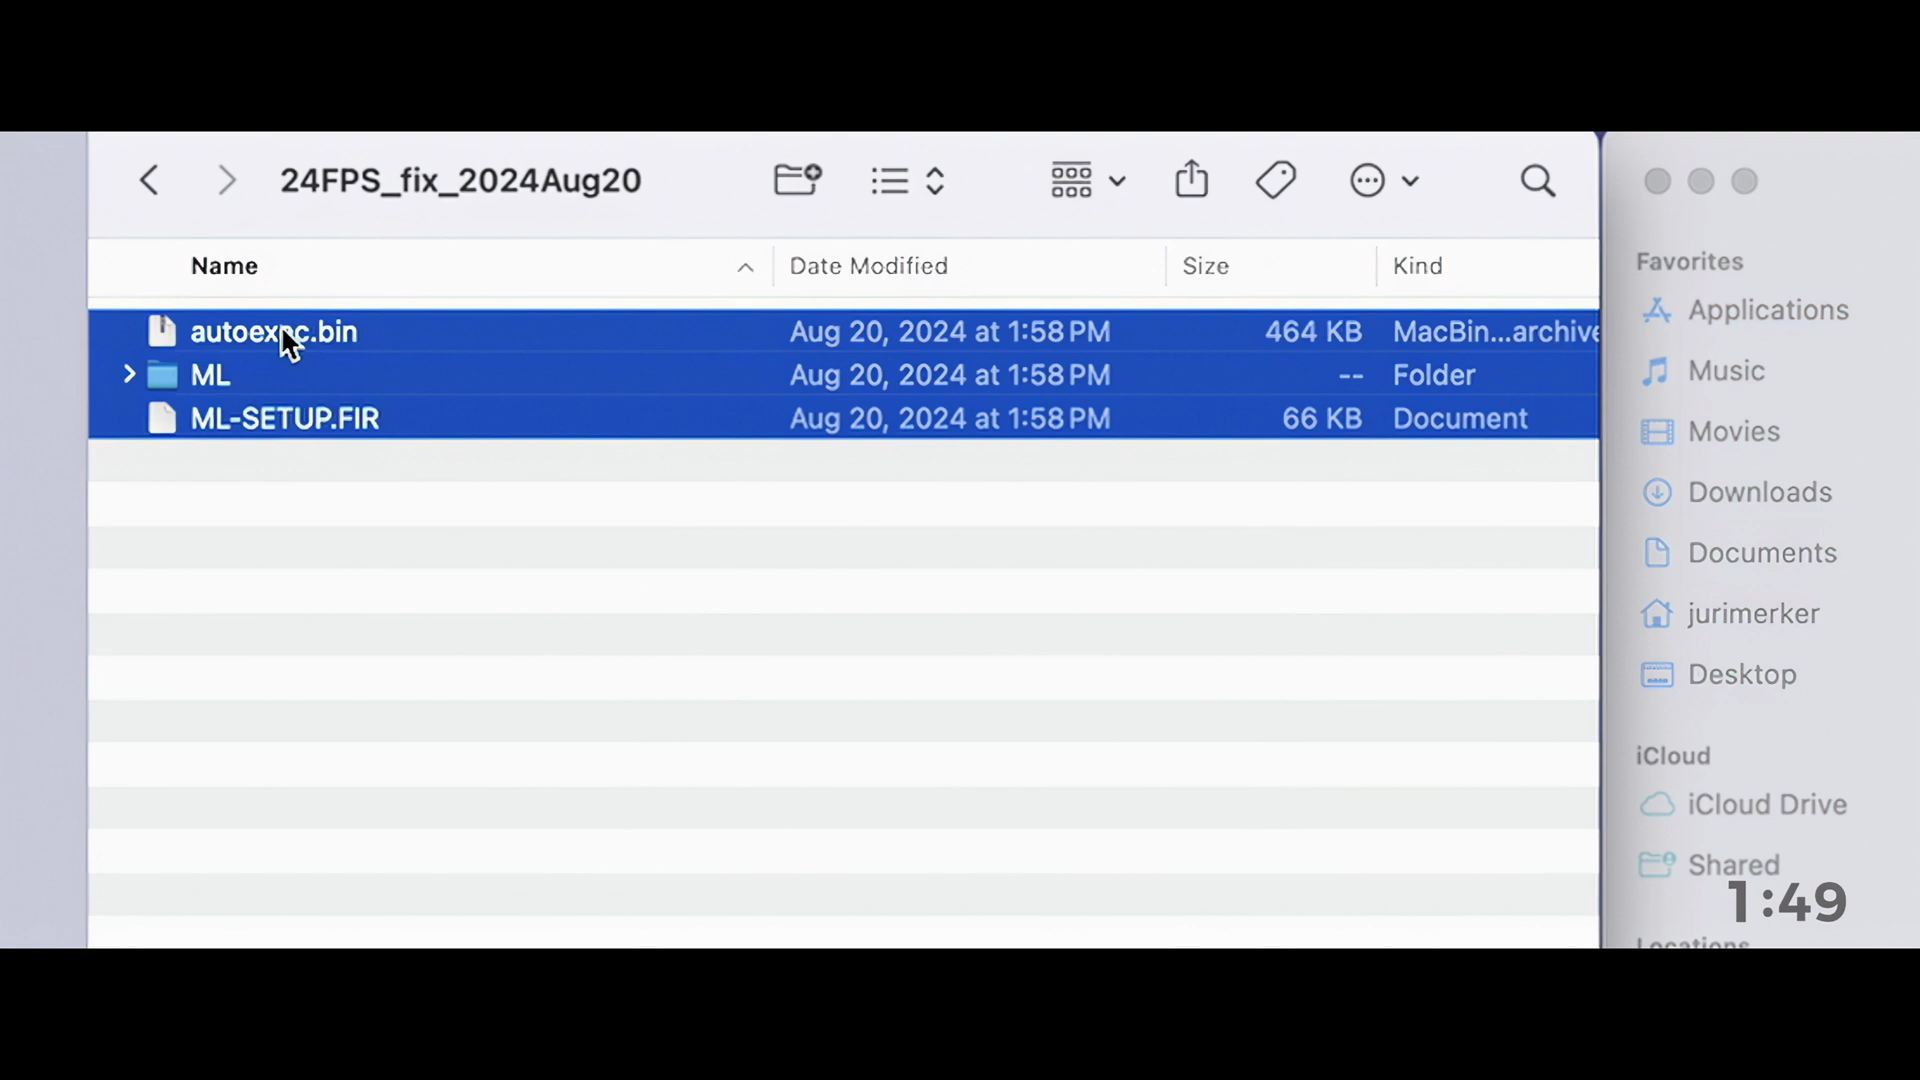 24FPS_fix_2024Aug20
Name Date Modified Size Kind
autoexec.bin Aug 20, 2024 at 1:58 PM 464 KB MacBin...archive
ML Aug 20, 2024 at 1:58 PM -- Folder
ML-SETUP.FIR Aug 20, 2024 at 1:58 PM 66 KB Document
Favorites
Applications
Music
Movies
Downloads
Documents
jurimerker
Desktop
iCloud
iCloud Drive
Shared
1:49
Locations